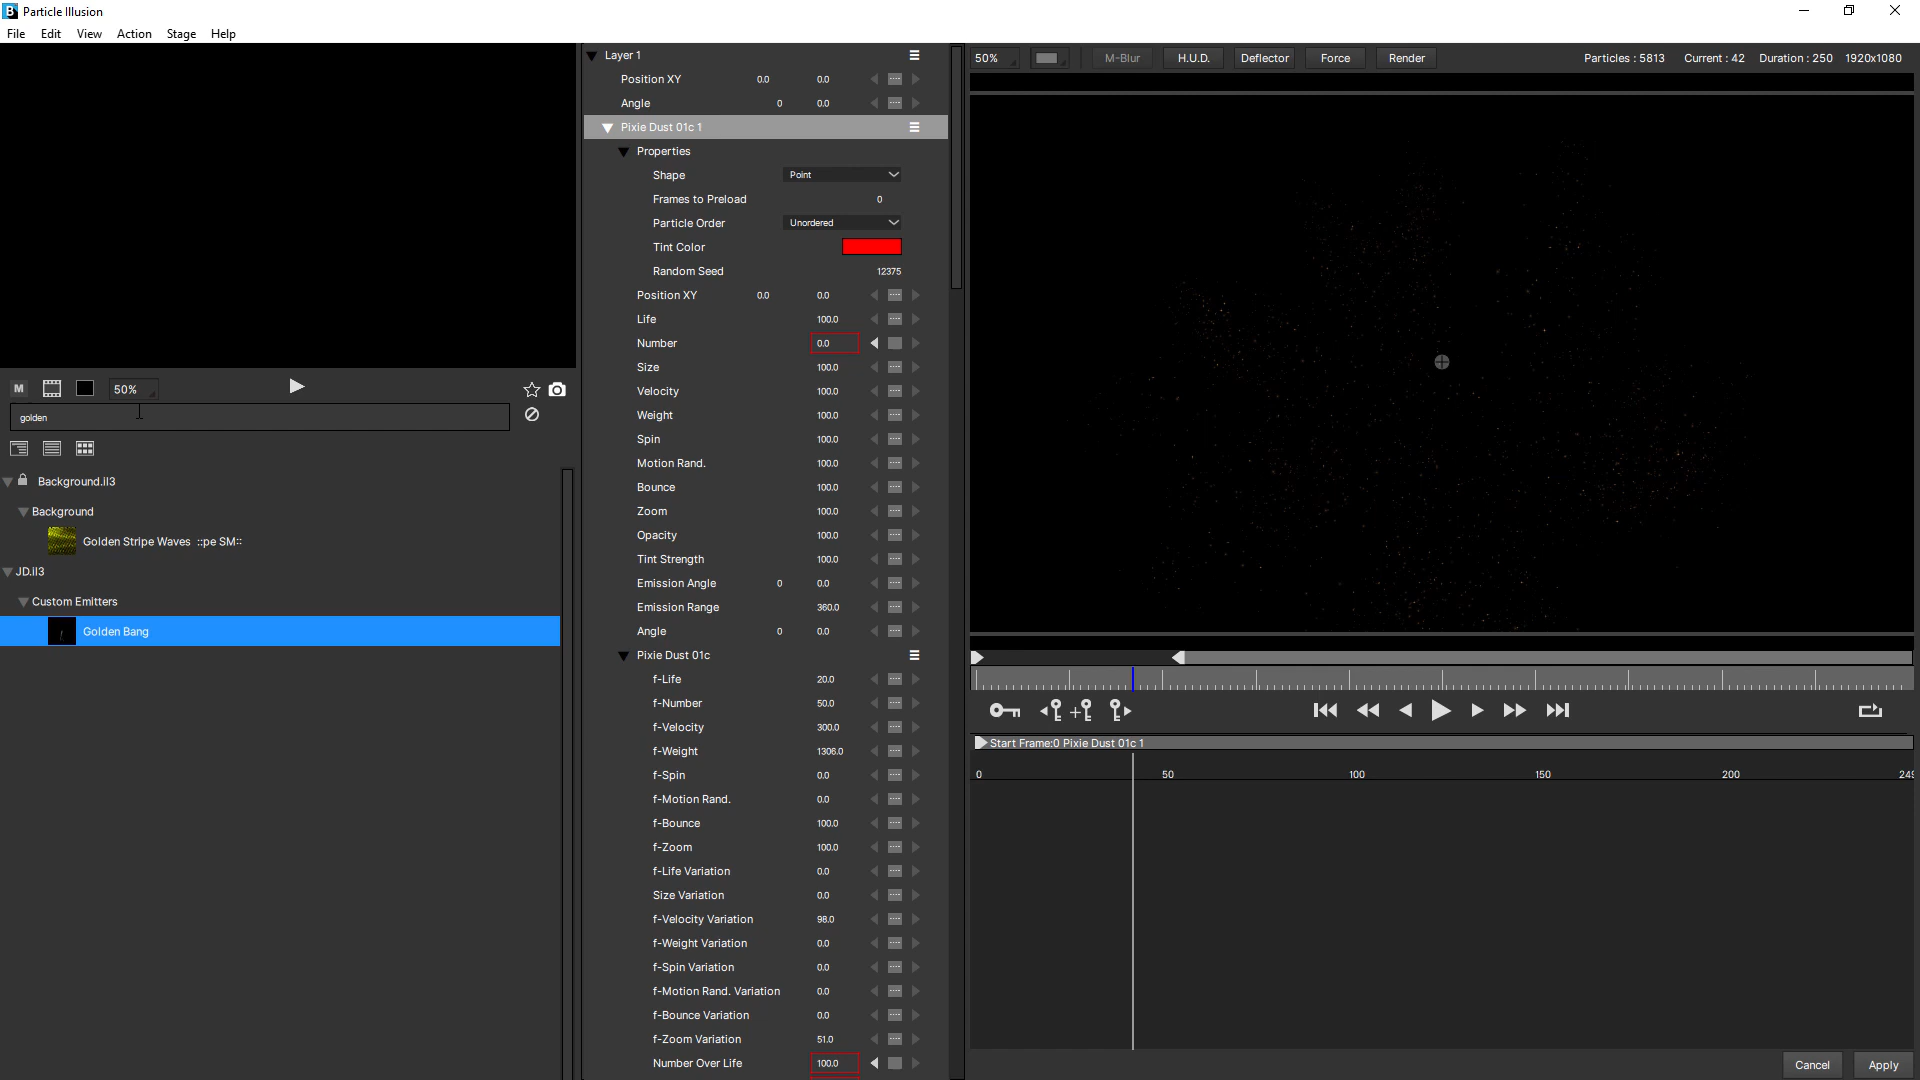 Particle Illusion
File Edit View Action Stage Help
M 50%
golden
Background.il3
Background
Golden Stripe Waves ::pe SM::
JD.il3
Custom Emitters
Golden Bang
Layer 1
Position XY 0.0 0.0
Angle 0 0.0
Pixie Dust 01c 1
Properties
Shape Point
Frames to Preload 0
Particle Order Unordered
Tint Color
Random Seed 12375
Position XY 0.0 0.0
Life 100.0
Number 0.0
Size 100.0
Velocity 100.0
Weight 100.0
Spin 100.0
Motion Rand. 100.0
Bounce 100.0
Zoom 100.0
Opacity 100.0
Tint Strength 100.0
Emission Angle 0 0.0
Emission Range 360.0
Angle 0 0.0
Pixie Dust 01c
f-Life 20.0
f-Number 50.0
f-Velocity 300.0
f-Weight 1306.0
f-Spin 0.0
f-Motion Rand. 0.0
f-Bounce 100.0
f-Zoom 100.0
f-Life Variation 0.0
Size Variation 0.0
f-Velocity Variation 98.0
f-Weight Variation 0.0
f-Spin Variation 0.0
f-Motion Rand. Variation 0.0
f-Bounce Variation 0.0
f-Zoom Variation 51.0
Number Over Life 100.0
50% M-Blur H.U.D. Deflector Force Render Particles : 5813 Current : 42 Duration : 250 1920x1080
Start Frame:0 Pixie Dust 01c 1
0 50 100 150 200 249
Cancel Apply